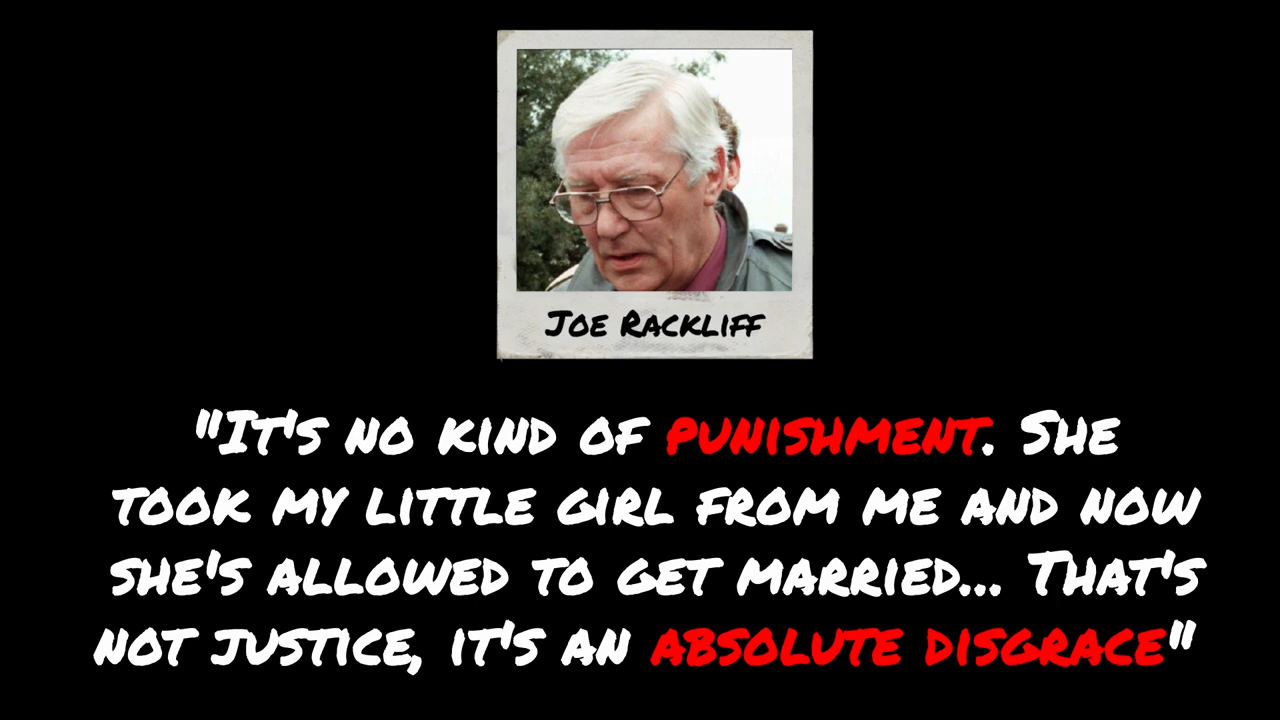 Joe Rackliff
"It's no kind of punishment. She
took my little girl from me and now
she's allowed to get married... That's
not justice, it's an absolute disgrace"